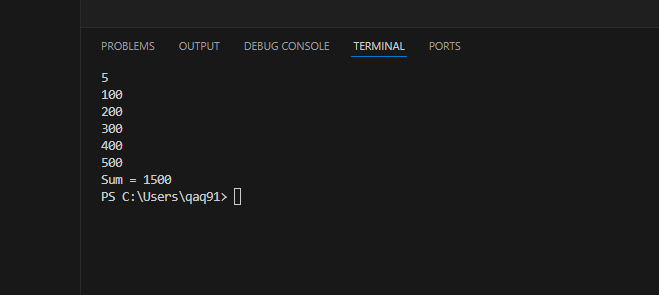 PROBLEMS OUTPUT DEBUG CONSOLE TERMINAL PORTS
5
100
200
300
400
500
Sum = 1500
PS C:\Users\qaq91>